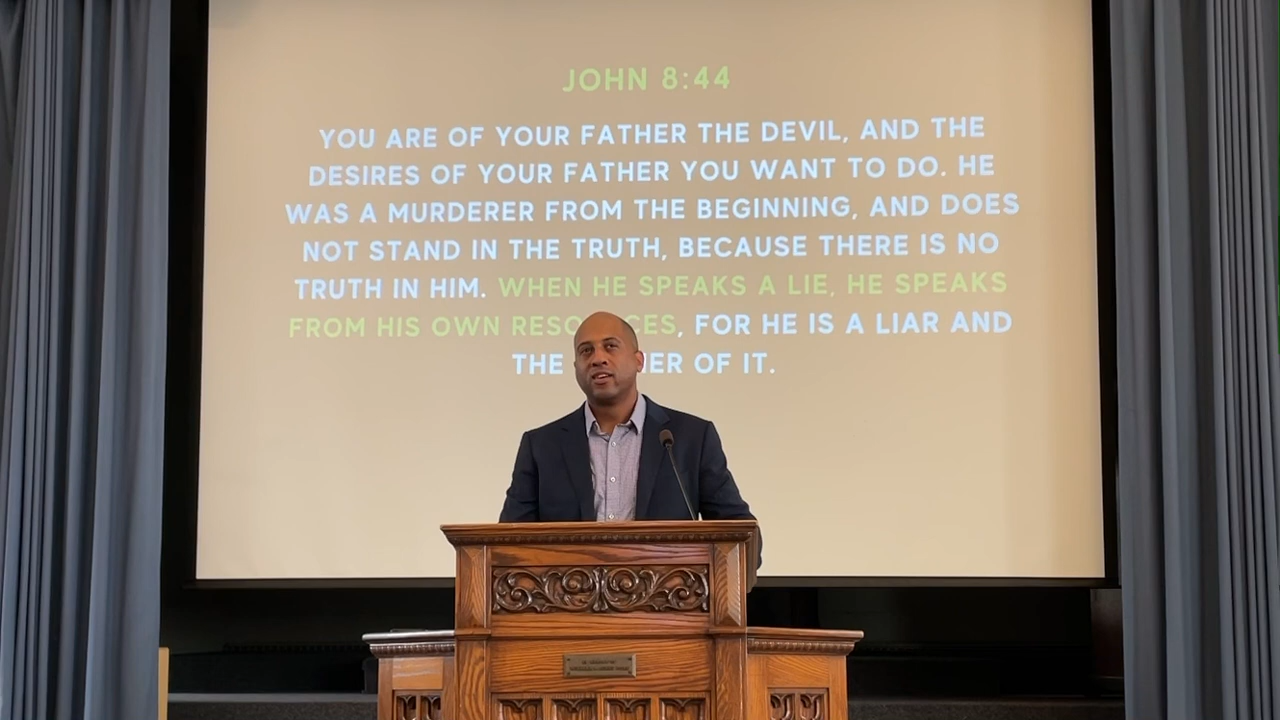 JOHN 8:44
YOU ARE OF YOUR FATHER THE DEVIL, AND THE
DESIRES OF YOUR FATHER YOU WANT TO DO. HE
WAS A MURDERER FROM THE BEGINNING, AND DOES
NOT STAND IN THE TRUTH, BECAUSE THERE IS NO
TRUTH IN HIM. WHEN HE SPEAKS A LIE, HE SPEAKS
FROM HIS OWN , FOR HE IS A LIAR AND
THE OF IT.